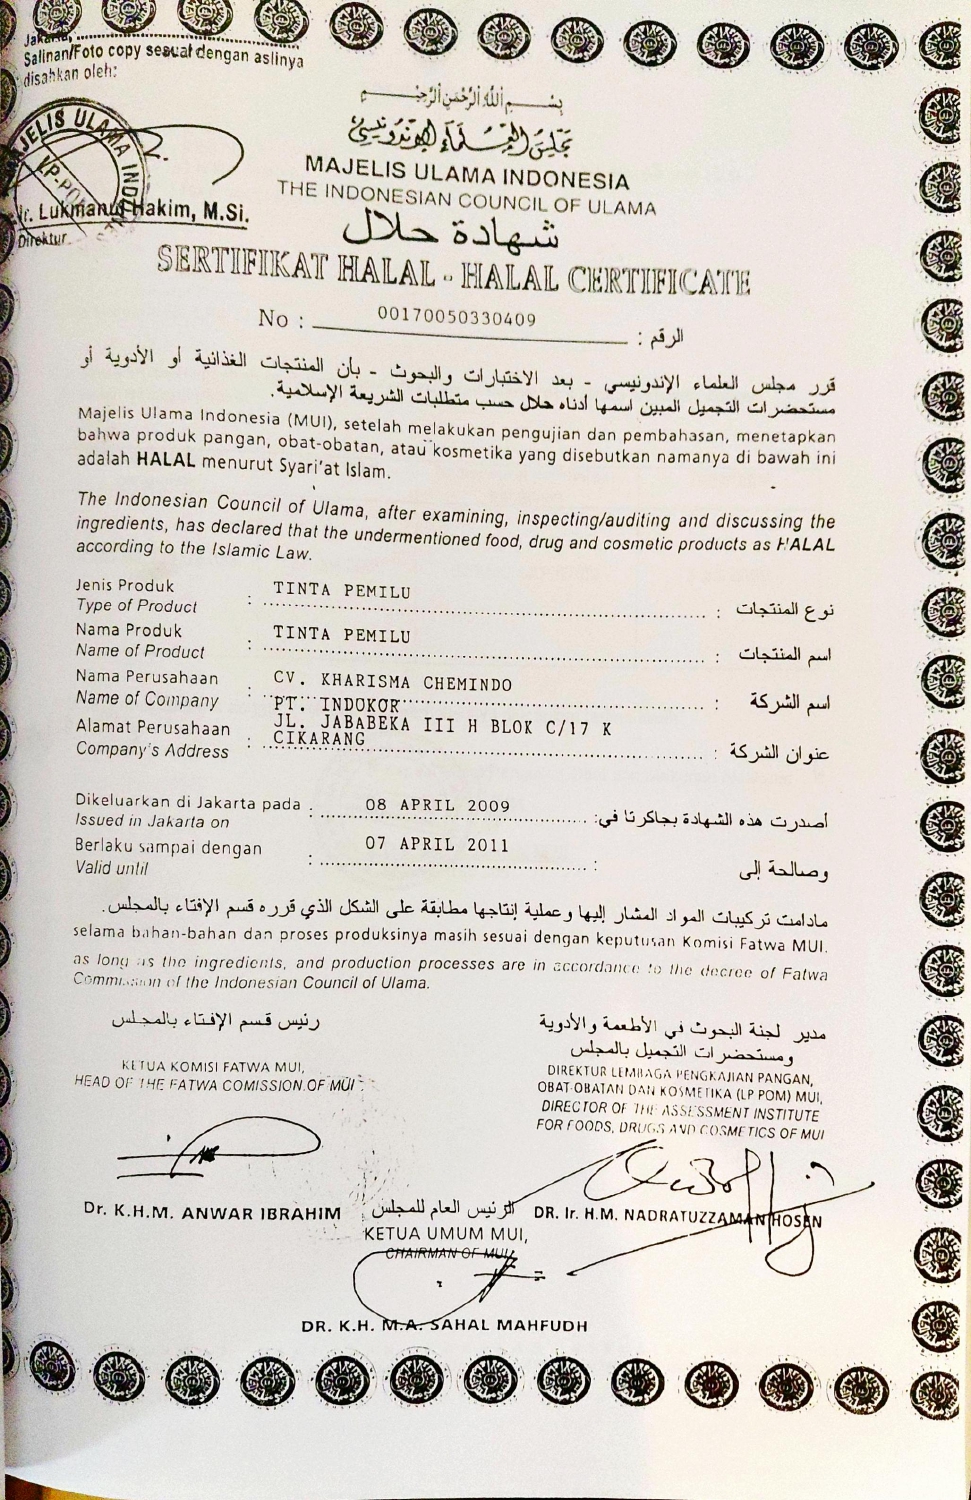 Jakarta, ..........................................
Salinan/Foto copy sesuai dengan aslinya
disahkan oleh:
MAJELIS ULAMA INDONESIA
LP-POM
Ir. Lukmanul Hakim, M.Si.
Direktur
بسم الله الرحمن الرحيم
مجلس العلماء الإندونيسي
MAJELIS ULAMA INDONESIA
THE INDONESIAN COUNCIL OF ULAMA
شهادة حلال
SERTIFIKAT HALAL - HALAL CERTIFICATE
No : 00170050330409 الرقم :
قرر مجلس العلماء الإندونيسي - بعد الاختبارات والبحوث - بأن المنتجات الغذائية أو الأدوية أو
مستحضرات التجميل المبين اسمها أدناه حلال حسب متطلبات الشريعة الإسلامية.
Majelis Ulama Indonesia (MUI), setelah melakukan pengujian dan pembahasan, menetapkan
bahwa produk pangan, obat-obatan, atau kosmetika yang disebutkan namanya di bawah ini
adalah HALAL menurut Syari'at Islam.
The Indonesian Council of Ulama, after examining, inspecting/auditing and discussing the
ingredients, has declared that the undermentioned food, drug and cosmetic products as HALAL
according to the Islamic Law.
Jenis Produk : TINTA PEMILU
Type of Product نوع المنتجات :
Nama Produk : TINTA PEMILU
Name of Product اسم المنتجات :
Nama Perusahaan : CV. KHARISMA CHEMINDO
Name of Company PT. INDOKOR اسم الشركة :
Alamat Perusahaan : JL. JABABEKA III H BLOK C/17 K
Company's Address CIKARANG عنوان الشركة :
Dikeluarkan di Jakarta pada : 08 APRIL 2009
Issued in Jakarta on أصدرت هذه الشهادة بجاكرتا في:
Berlaku sampai dengan : 07 APRIL 2011
Valid until وصالحة إلى :
مادامت تركيبات المواد المشار إليها وعملية إنتاجها مطابقة على الشكل الذي قرره قسم الإفتاء بالمجلس.
selama bahan-bahan dan proses produksinya masih sesuai dengan keputusan Komisi Fatwa MUI.
as long as the ingredients, and production processes are in accordance to the decree of Fatwa
Commission of the Indonesian Council of Ulama.
رئيس قسم الإفتاء بالمجلس
KETUA KOMISI FATWA MUI,
HEAD OF THE FATWA COMISSION OF MUI
Dr. K.H.M. ANWAR IBRAHIM
مدير لجنة البحوث في الأطعمة والأدوية
ومستحضرات التجميل بالمجلس
DIREKTUR LEMBAGA PENGKAJIAN PANGAN,
OBAT-OBATAN DAN KOSMETIKA (LP POM) MUI,
DIRECTOR OF THE ASSESSMENT INSTITUTE
FOR FOODS, DRUGS AND COSMETICS OF MUI
DR. Ir. H.M. NADRATUZZAMAN HOSEN
الرئيس العام للمجلس
KETUA UMUM MUI,
CHAIRMAN OF MUI
DR. K.H. M.A. SAHAL MAHFUDH